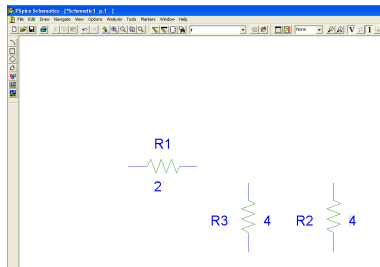 PSpice Schematics - [*Schematic1 p.1 ]
File Edit Draw Navigate View Options Analysis Tools Markers Window Help
None
V I
R1
2
R3 4 R2 4